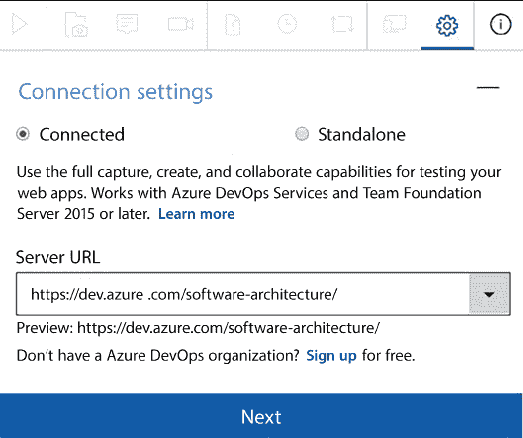 Connection settings
Connected
Standalone
Use the full capture, create, and collaborate capabilities for testing your
web apps. Works with Azure DevOps Services and Team Foundation
Server 2015 or later. Learn more
Server URL
https://dev.azure .com/software-architecture/
Preview: https://dev.azure.com/software-architecture/
Don't have a Azure DevOps organization? Sign up for free.
Next